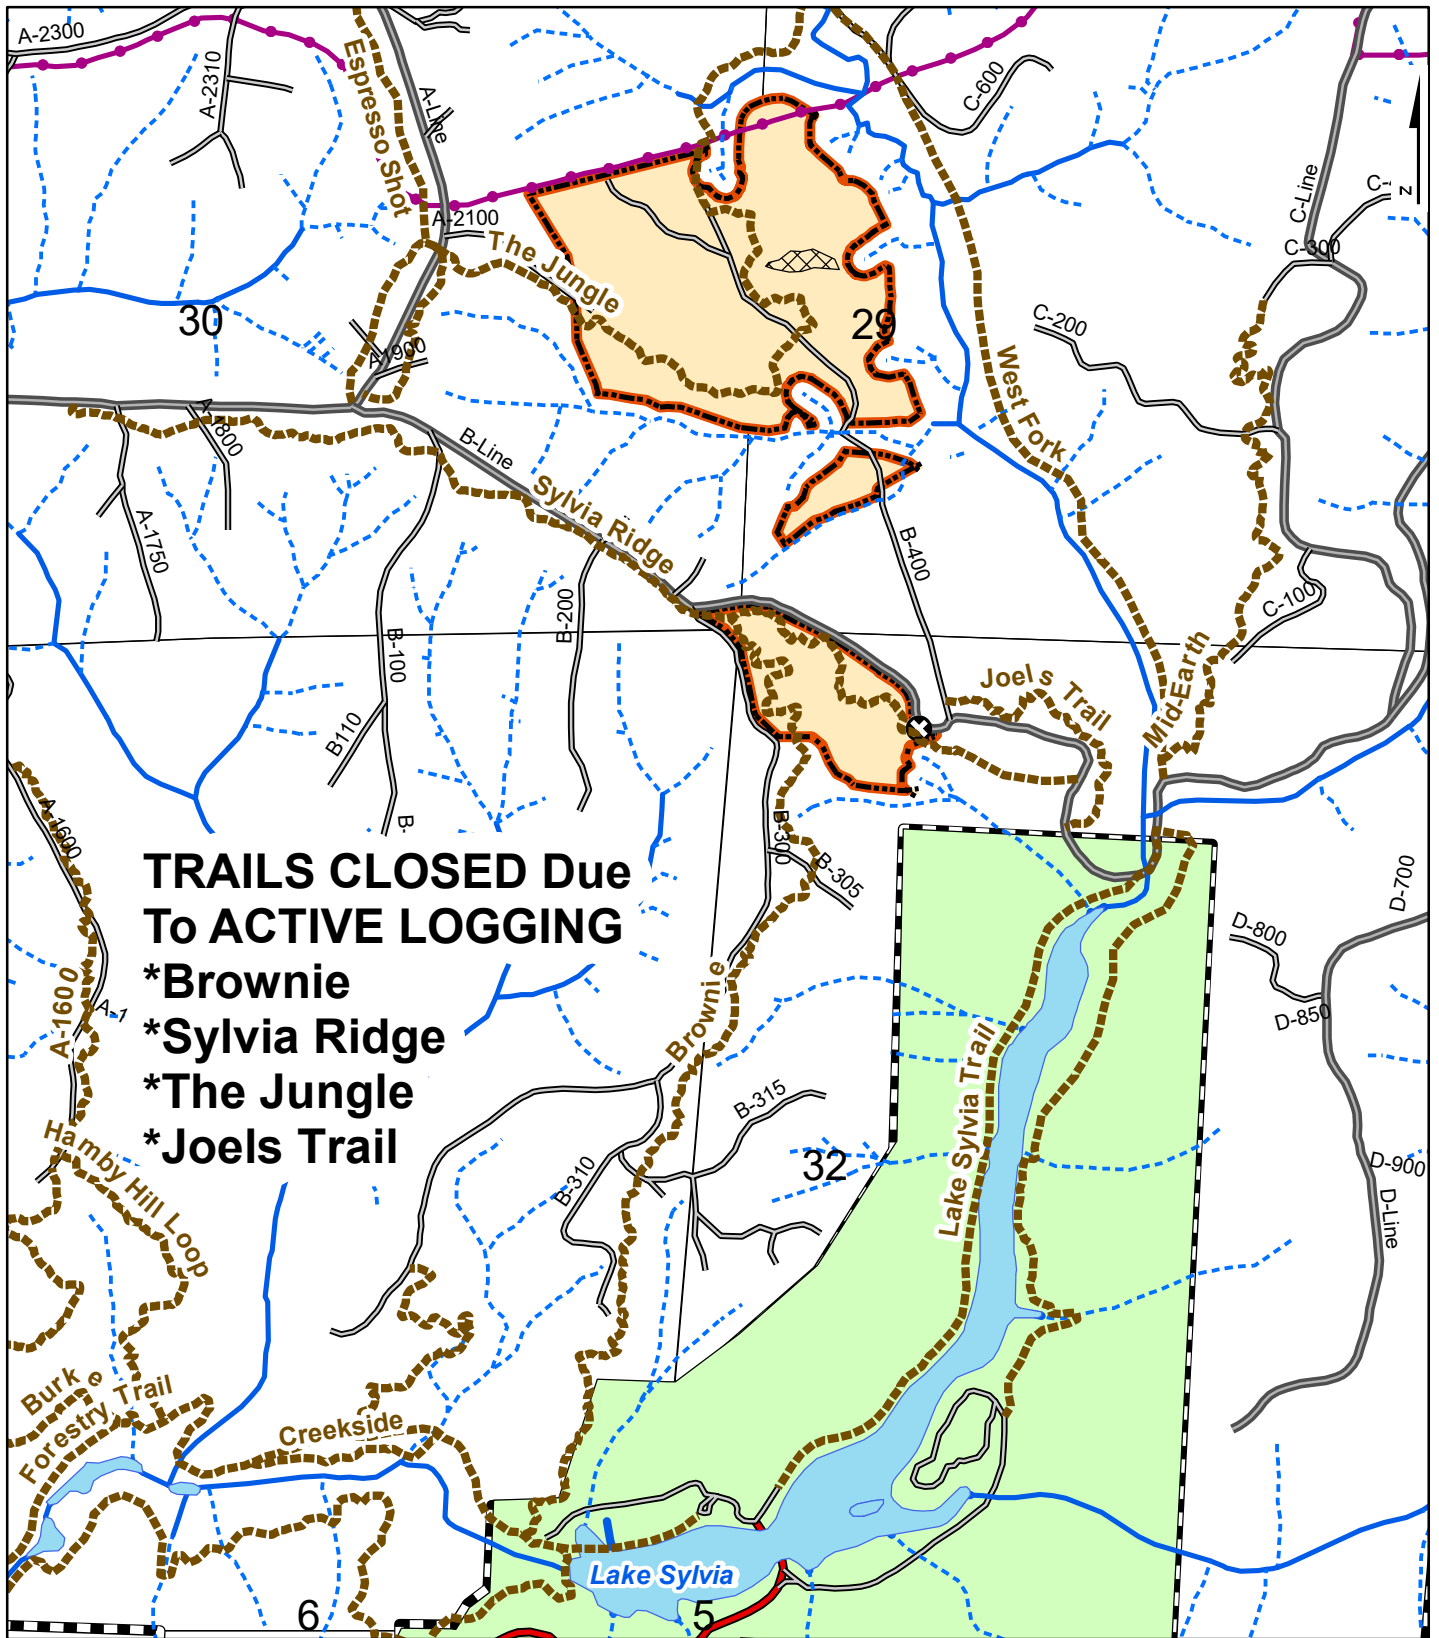 A-2300
A-2310
Espresso Shot
A-Line
C-600
C-Line
C-
z
A-2100
The Jungle
C-300
30
29
C-200
A1900
West Fork
A-1800
B-Line
Sylvia Ridge
A-1750
B-400
B-200
C-100
B-100
Joel s Trail
Mid-Earth
B110
A-1600
B-
B-300
B-305
TRAILS CLOSED Due
To ACTIVE LOGGING
*Brownie
*Sylvia Ridge
*The Jungle
*Joels Trail
D-700
D-800
D-850
A-1600
A-1
Brownie
Lake Sylvia Trail
B-315
Hamby Hill Loop
B-310
32
D-900
D-Line
Burke
Forestry Trail
Creekside
Lake Sylvia
6
5